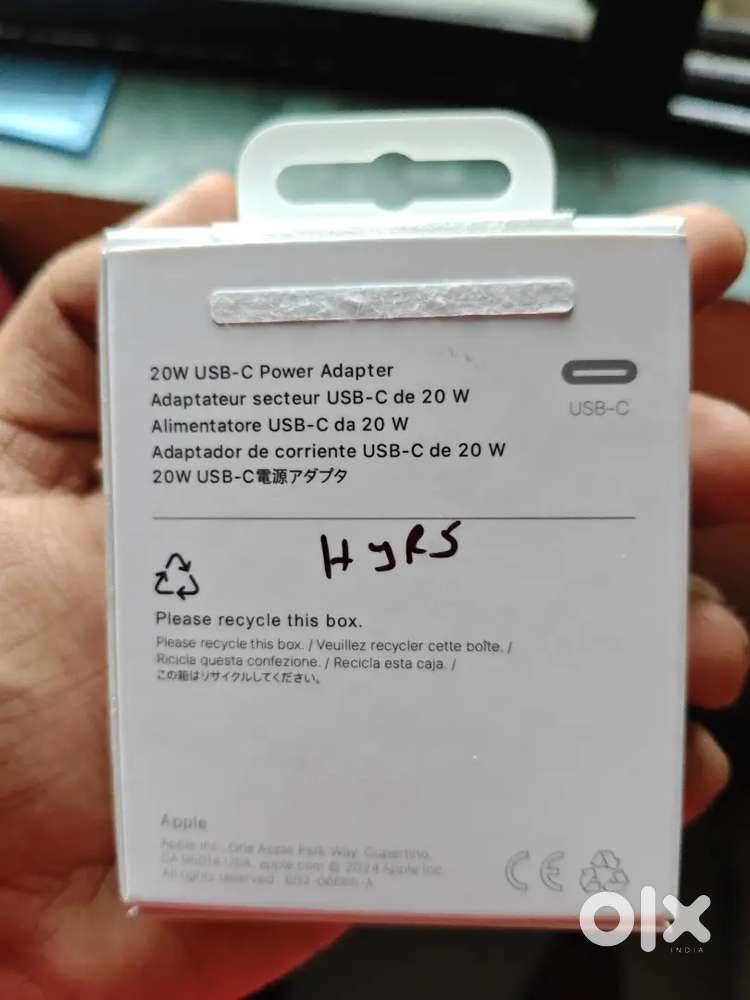 20W USB-C Power Adapter
Adaptateur secteur USB-C de 20 W
Alimentatore USB-C da 20 W
Adaptador de corriente USB-C de 20 W
20W USB-C電源アダプタ
USB-C
HyRS
Please recycle this box.
Please recycle this box. / Veuillez recycler cette boîte. /
Ricicla questa confezione. / Recicla esta caja. /
この箱はリサイクルしてください。
Apple
Apple Inc., One Apple Park Way, Cupertino,
CA 95014 USA. apple.com © 2024 Apple Inc.
All rights reserved.
CE
olx
INDIA